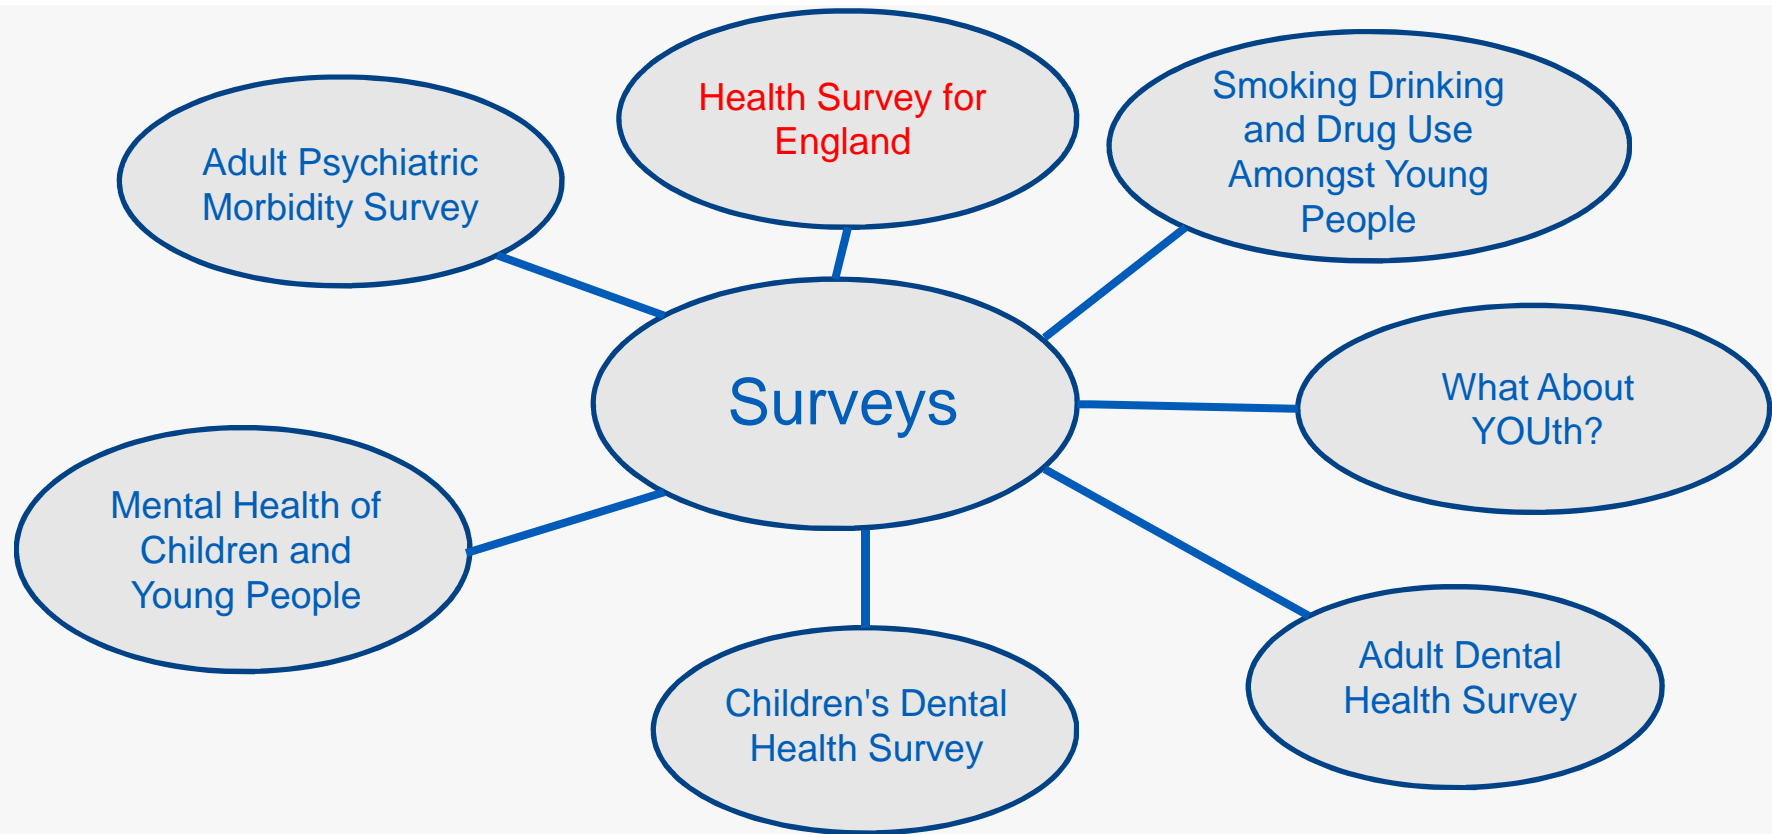 Health Survey for
England
Smoking Drinking
and Drug Use
Amongst Young
People
Adult Psychiatric
Morbidity Survey
Surveys
What About
YOUth?
Mental Health of
Children and
Young People
Adult Dental
Health Survey
Children's Dental
Health Survey